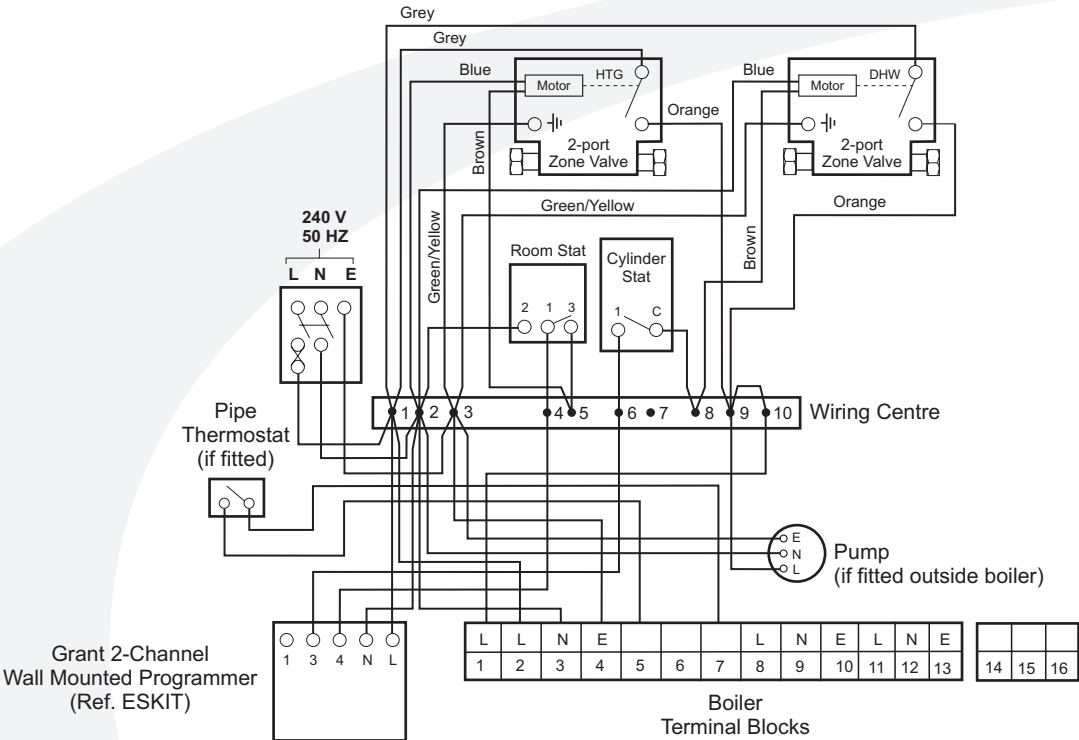 Grey
Grey
Blue
Motor
HTG
Orange
Brown
2-port
Zone Valve
Blue
Motor
DHW
2-port
Zone Valve
Orange
Green/Yellow
Green/Yellow
Brown
240 V
50 HZ
L N E
Room Stat
2 1 3
Cylinder
Stat
1 C
1 2 3 4 5 6 7 8 9 10
Wiring Centre
Pipe
Thermostat
(if fitted)
E
N
L
Pump
(if fitted outside boiler)
Grant 2-Channel
Wall Mounted Programmer
(Ref. ESKIT)
1 3 4 N L
L L N E L N E L N E
1 2 3 4 5 6 7 8 9 10 11 12 13 14 15 16
Boiler
Terminal Blocks